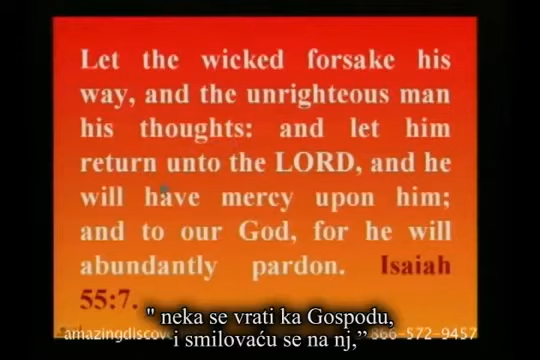 Let the wicked forsake his
way, and the unrighteous man
his thoughts: and let him
return unto the LORD, and he
will have mercy upon him;
and to our God, for he will
abundantly pardon. Isaiah
55:7.
" neka se vrati ka Gospodu,
i smilovaću se na nj,”
amazingdiscov
866-572-9457